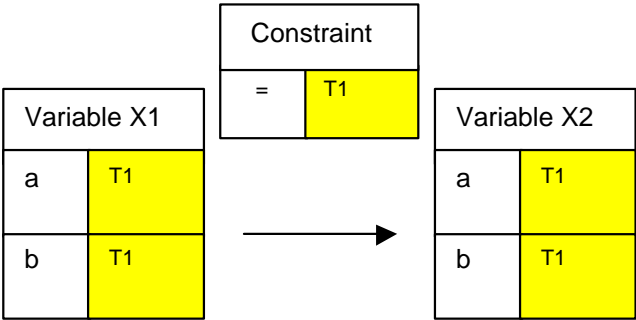 Constraint
= T1
Variable X1
a T1
b T1
Variable X2
a T1
b T1